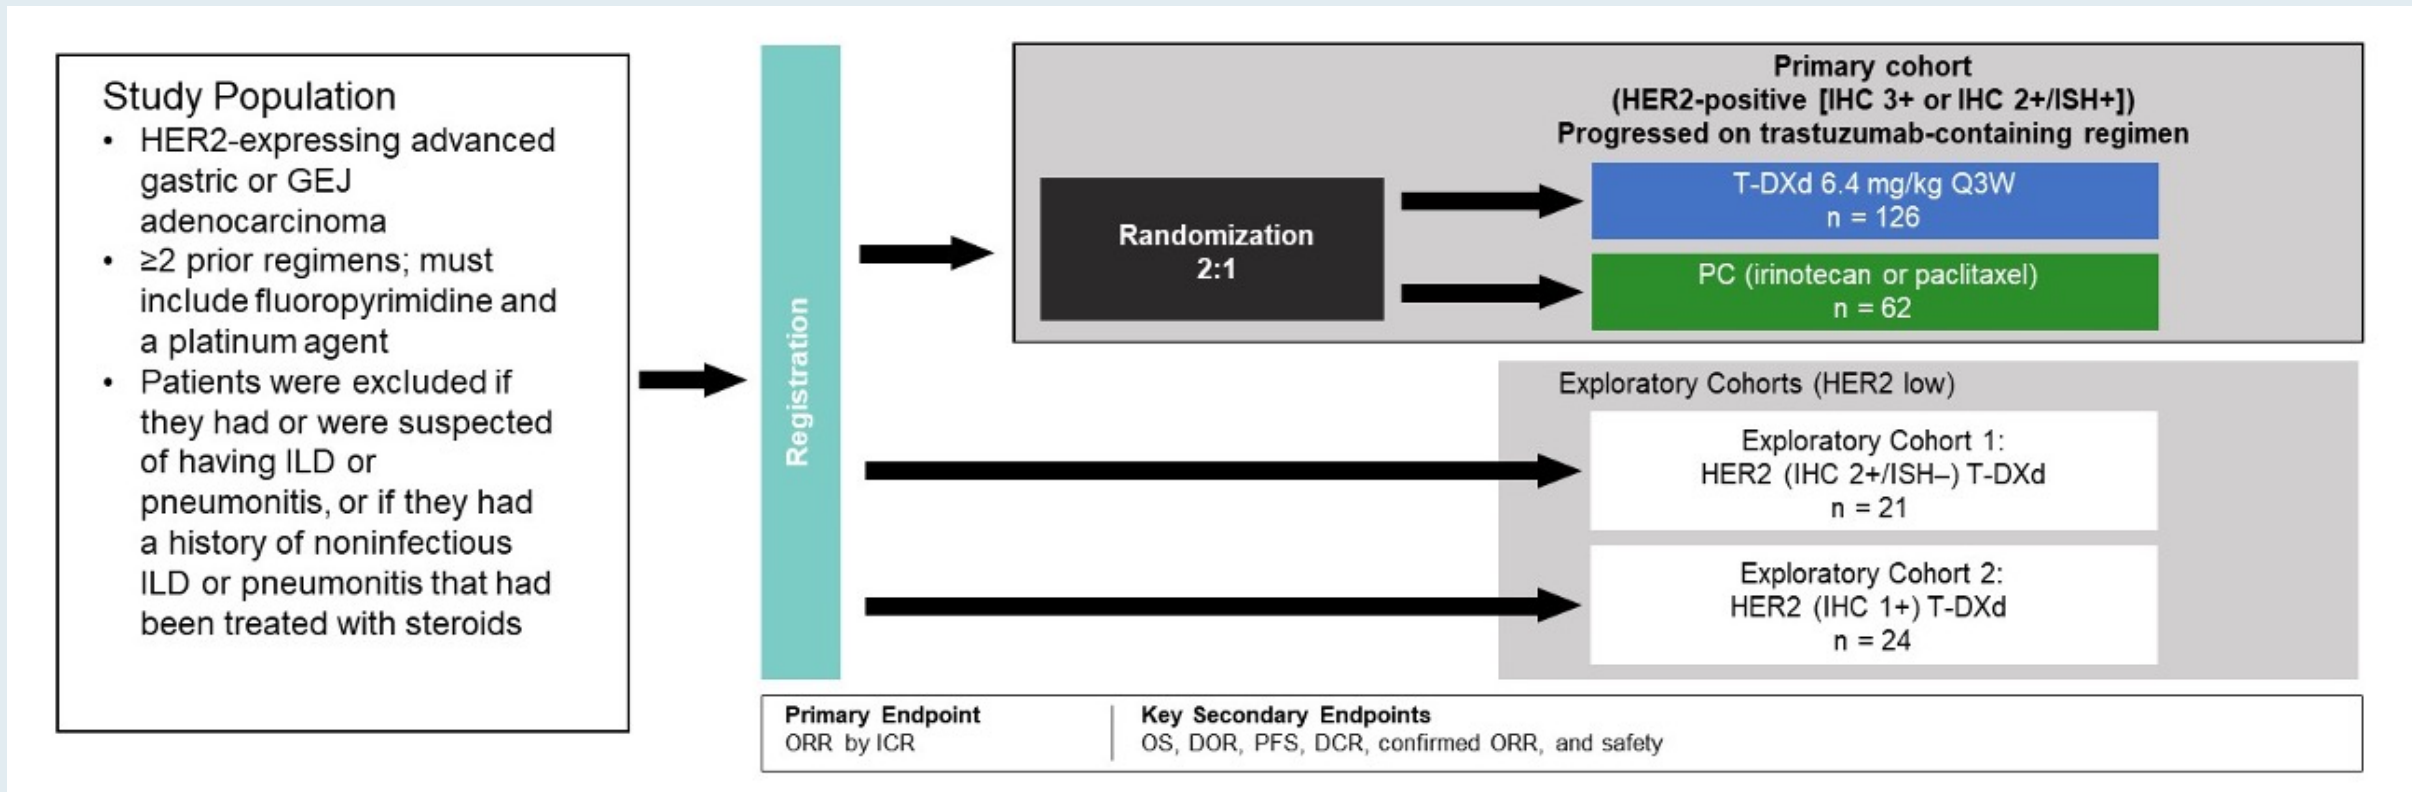 Study Population
• HER2-expressing advanced
gastric or GEJ
adenocarcinoma
• ≥2 prior regimens; must
include fluoropyrimidine and
a platinum agent
• Patients were excluded if
they had or were suspected
of having ILD or
pneumonitis, or if they had
a history of noninfectious
ILD or pneumonitis that had
been treated with steroids
Registration
Primary cohort
(HER2-positive [IHC 3+ or IHC 2+/ISH+])
Progressed on trastuzumab-containing regimen
Randomization
2:1
T-DXd 6.4 mg/kg Q3W
n = 126
PC (irinotecan or paclitaxel)
n = 62
Exploratory Cohorts (HER2 low)
Exploratory Cohort 1:
HER2 (IHC 2+/ISH–) T-DXd
n = 21
Exploratory Cohort 2:
HER2 (IHC 1+) T-DXd
n = 24
Primary Endpoint
ORR by ICR
Key Secondary Endpoints
OS, DOR, PFS, DCR, confirmed ORR, and safety